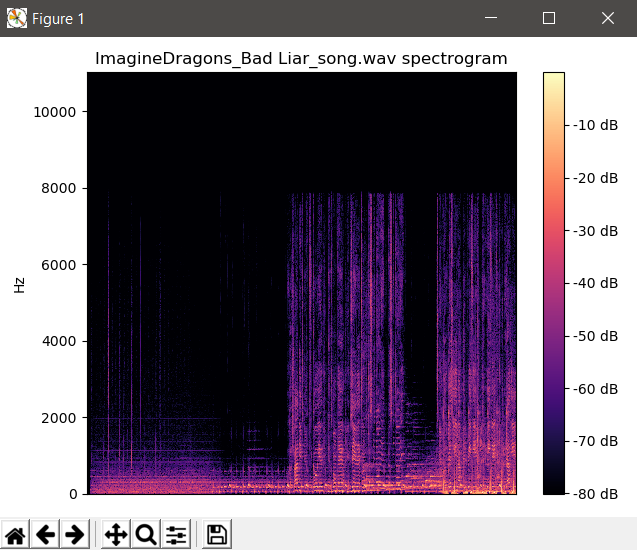 Figure 1
ImagineDragons_Bad Liar_song.wav spectrogram
Hz
10000
8000
6000
4000
2000
0
-10 dB
-20 dB
-30 dB
-40 dB
-50 dB
-60 dB
-70 dB
-80 dB